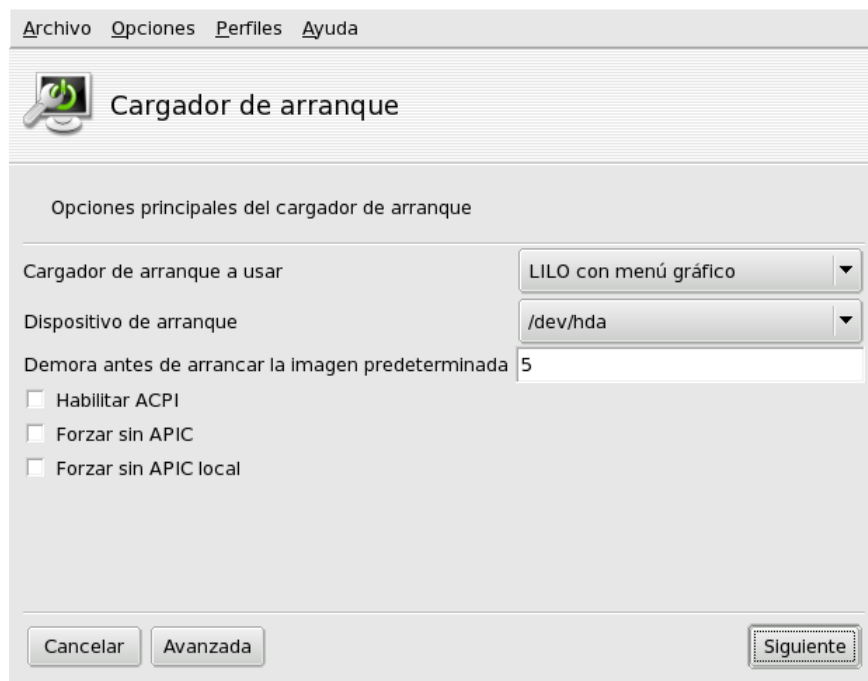 Archivo Opciones Perfiles Ayuda
Cargador de arranque
Opciones principales del cargador de arranque
Cargador de arranque a usar LILO con menú gráfico
Dispositivo de arranque /dev/hda
Demora antes de arrancar la imagen predeterminada 5
Habilitar ACPI
Forzar sin APIC
Forzar sin APIC local
Cancelar Avanzada Siguiente